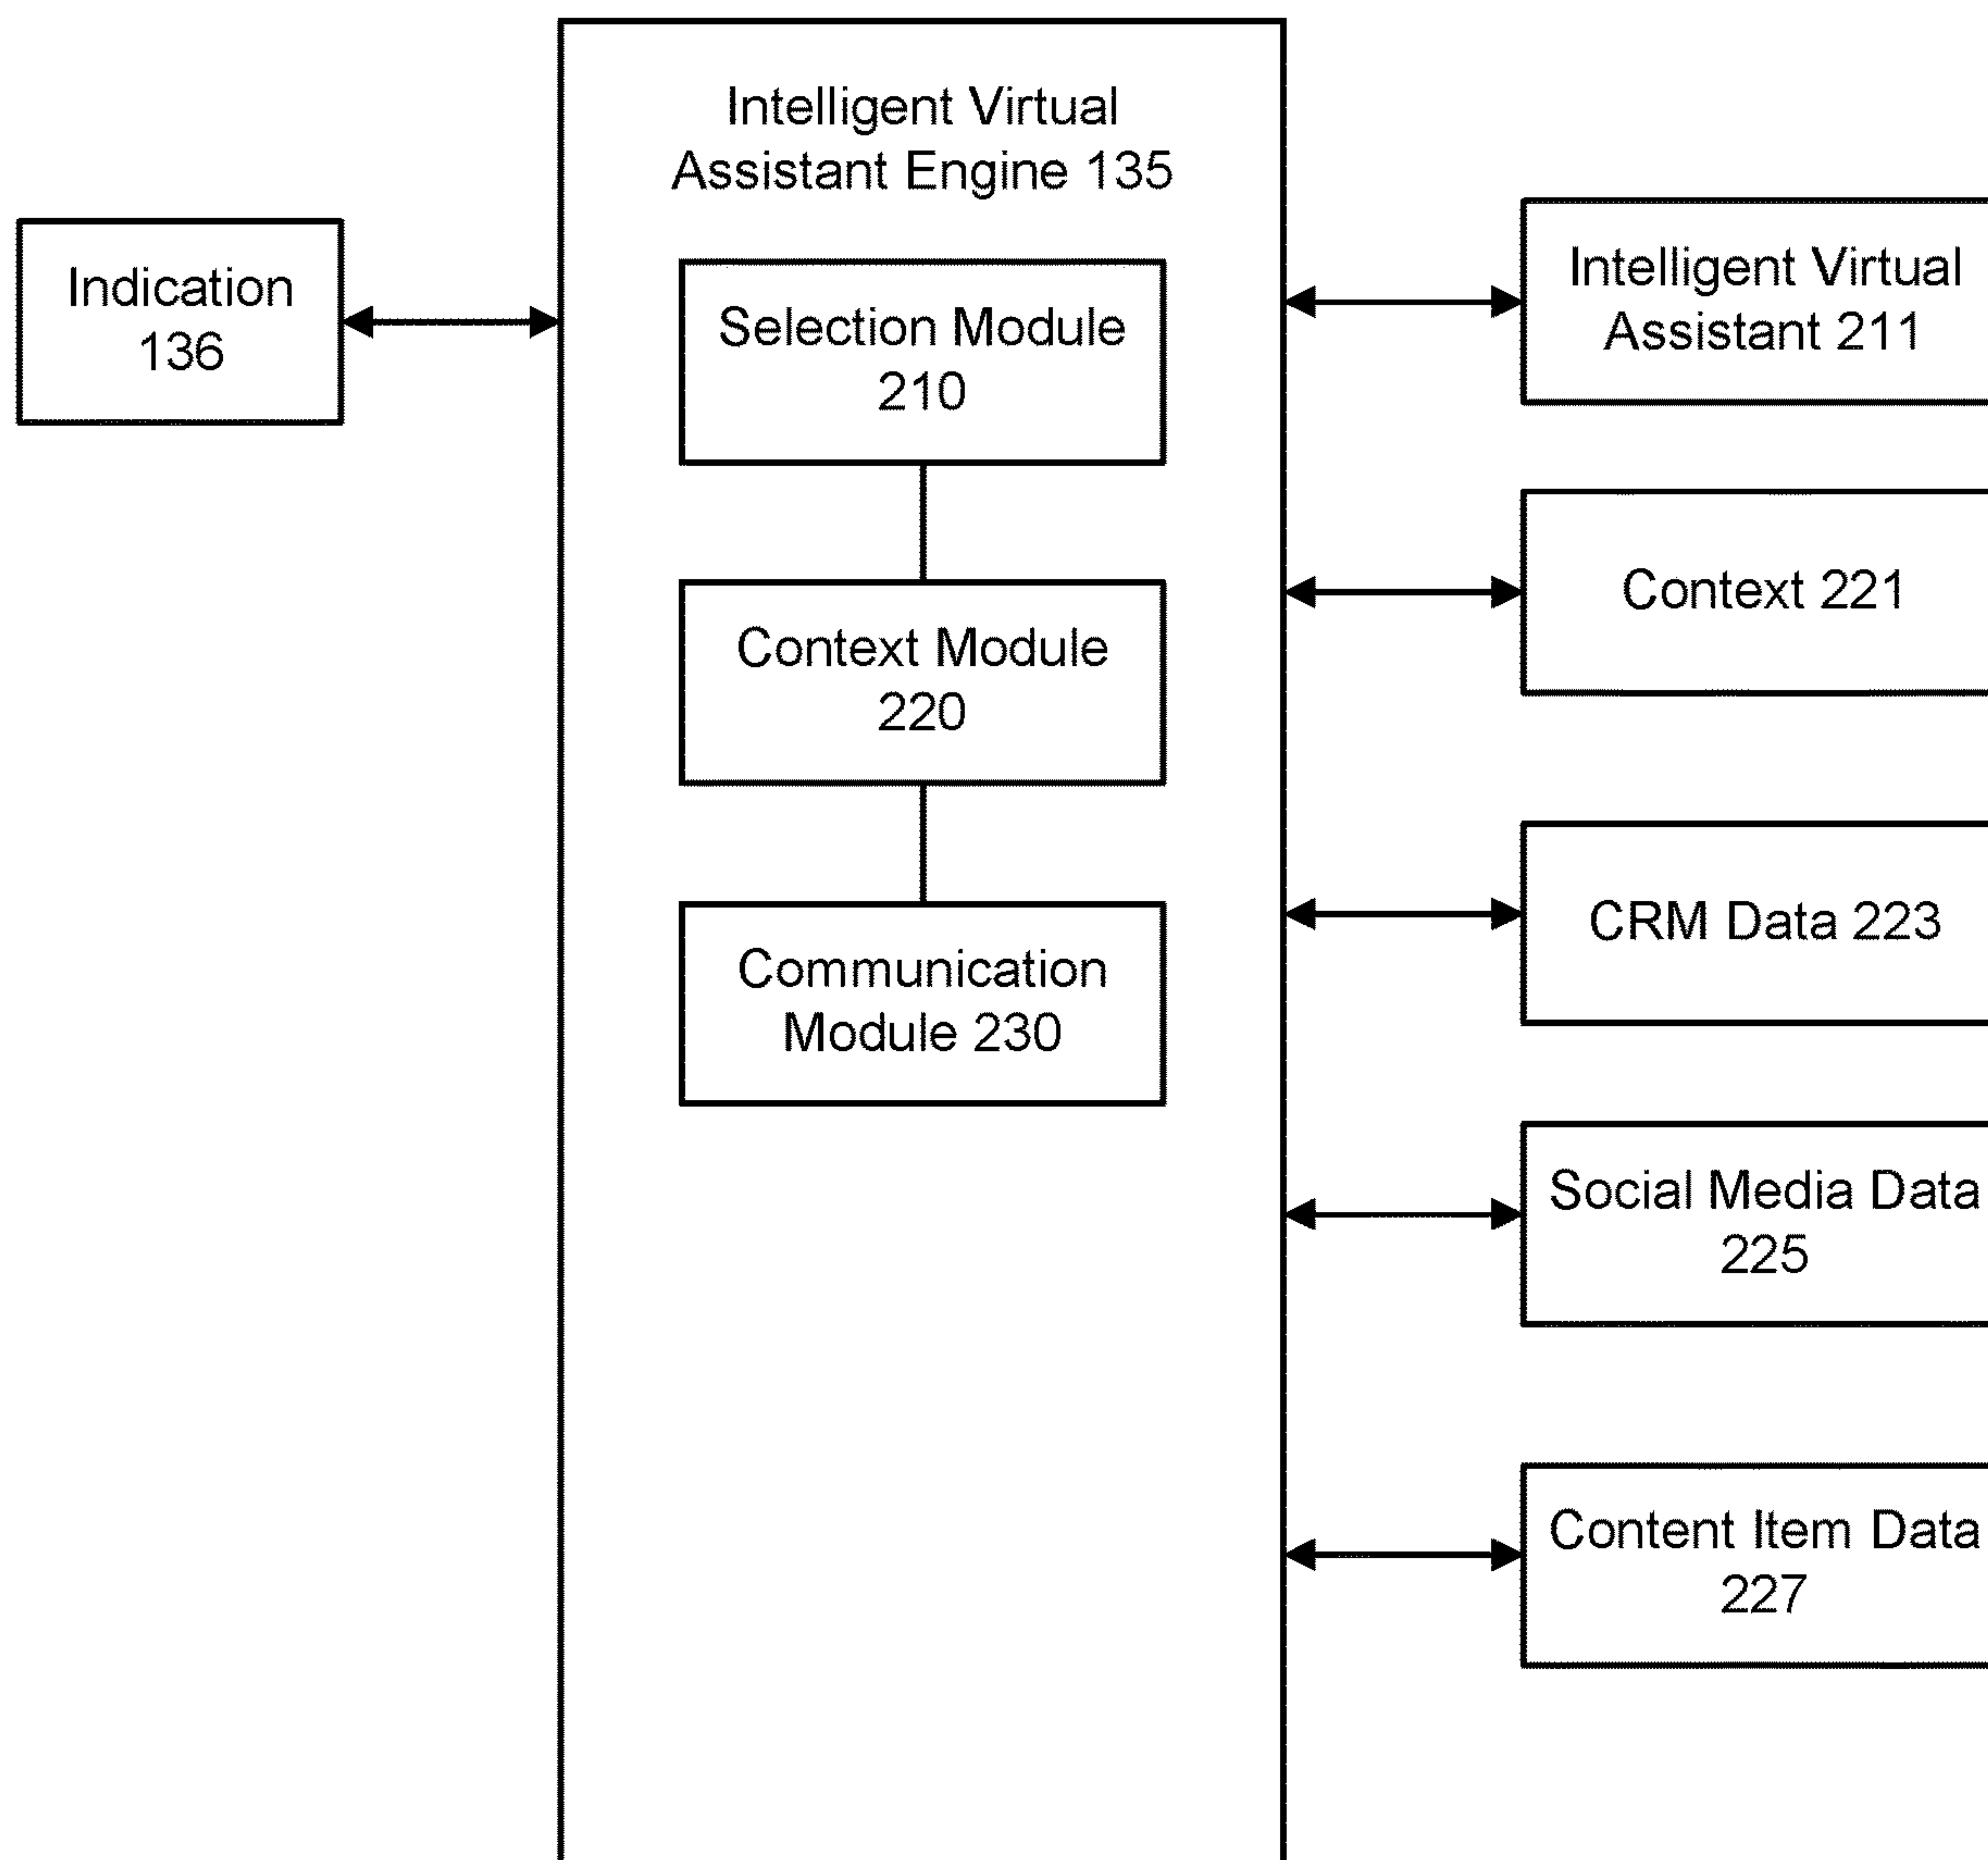 Intelligent Virtual
Assistant Engine 135
Indication
136
Selection Module
210
Context Module
220
Communication
Module 230
Intelligent Virtual
Assistant 211
Context 221
CRM Data 223
Social Media Data
225
Content Item Data
227